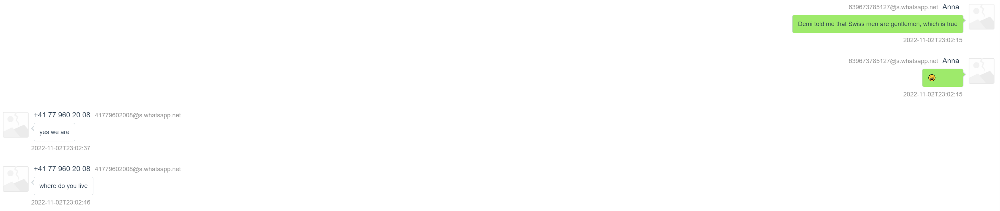 639673785127@s.whatsapp.net Anna
Demi told me that Swiss men are gentlemen, which is true
2022-11-02T23:02:15
639673785127@s.whatsapp.net Anna
😄
2022-11-02T23:02:15
+41 77 960 20 08 41779602008@s.whatsapp.net
yes we are
2022-11-02T23:02:37
+41 77 960 20 08 41779602008@s.whatsapp.net
where do you live
2022-11-02T23:02:46